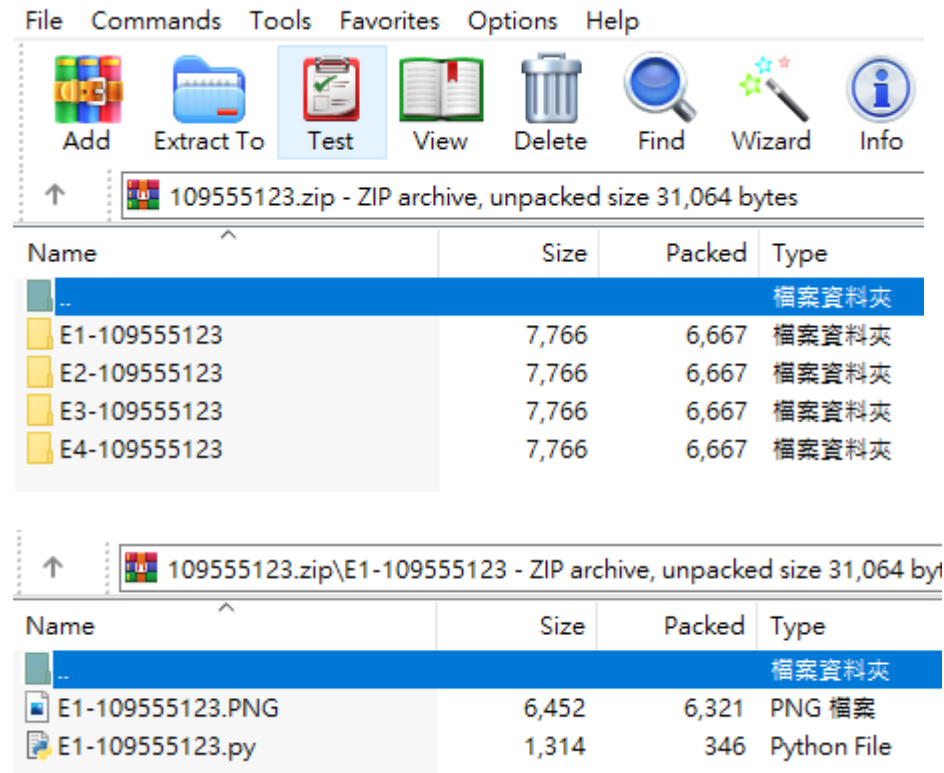 File Commands Tools Favorites Options Help
Add Extract To Test View Delete Find Wizard Info
109555123.zip - ZIP archive, unpacked size 31,064 bytes
Name Size Packed Type
.. 檔案資料夾
E1-109555123 7,766 6,667 檔案資料夾
E2-109555123 7,766 6,667 檔案資料夾
E3-109555123 7,766 6,667 檔案資料夾
E4-109555123 7,766 6,667 檔案資料夾
109555123.zip\E1-109555123 - ZIP archive, unpacked size 31,064 byt
Name Size Packed Type
.. 檔案資料夾
E1-109555123.PNG 6,452 6,321 PNG 檔案
E1-109555123.py 1,314 346 Python File